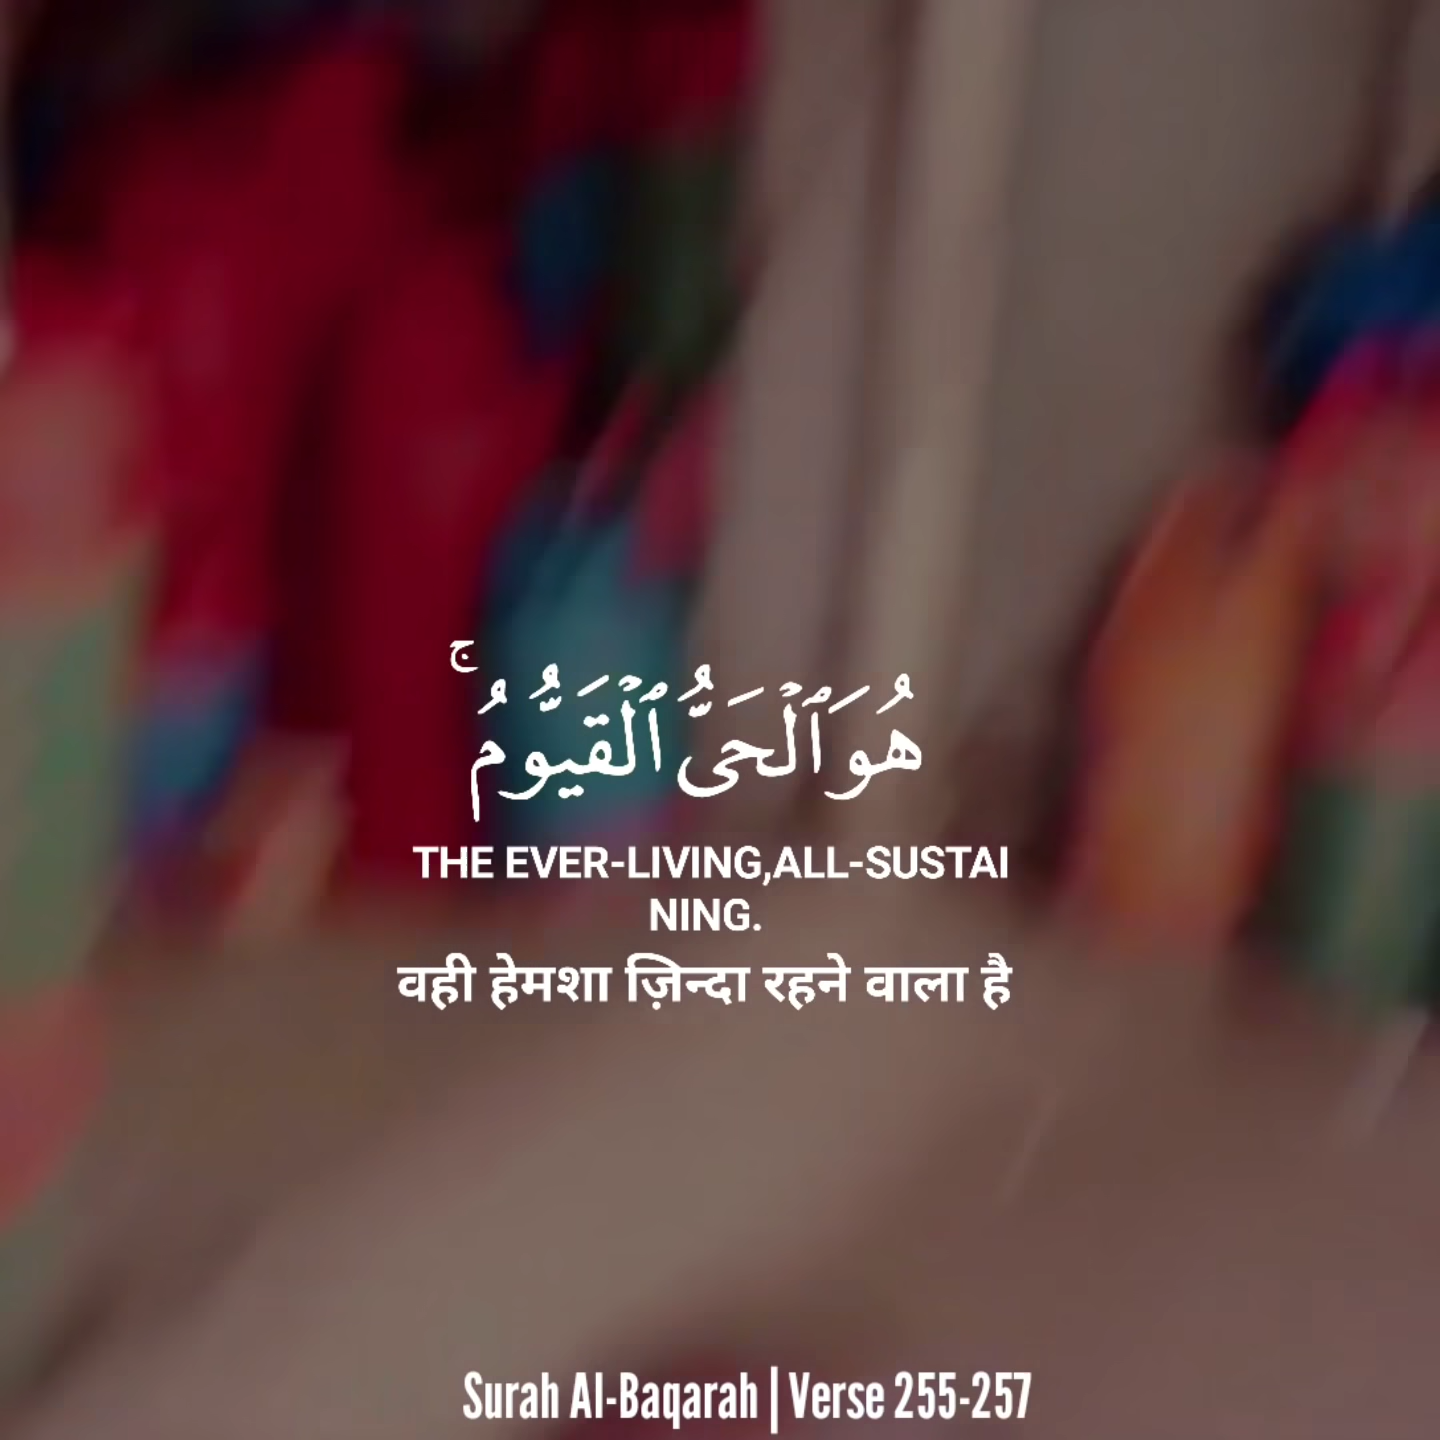 هُوَ ٱلْحَىُّ ٱلْقَيُّومُ ۚ
THE EVER-LIVING,ALL-SUSTAI
NING.
वही हेमशा ज़िन्दा रहने वाला है
Surah Al-Baqarah | Verse 255-257